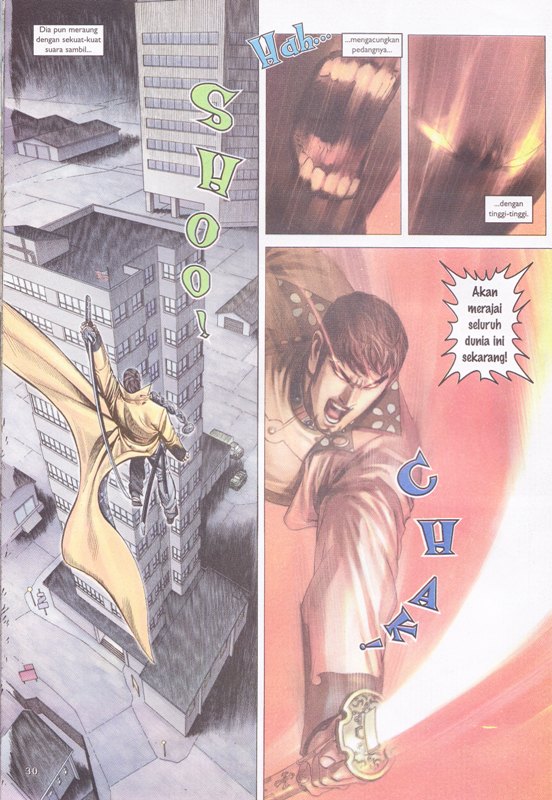 Dia pun meraung
dengan sekuat-kuat
suara sambil...
SHOO!
Hah...
...mengacungkan
pedangnya...
...dengan
tinggi-tinggi.
Akan
merajai
seluruh
dunia ini
sekarang!
CHAK!
30